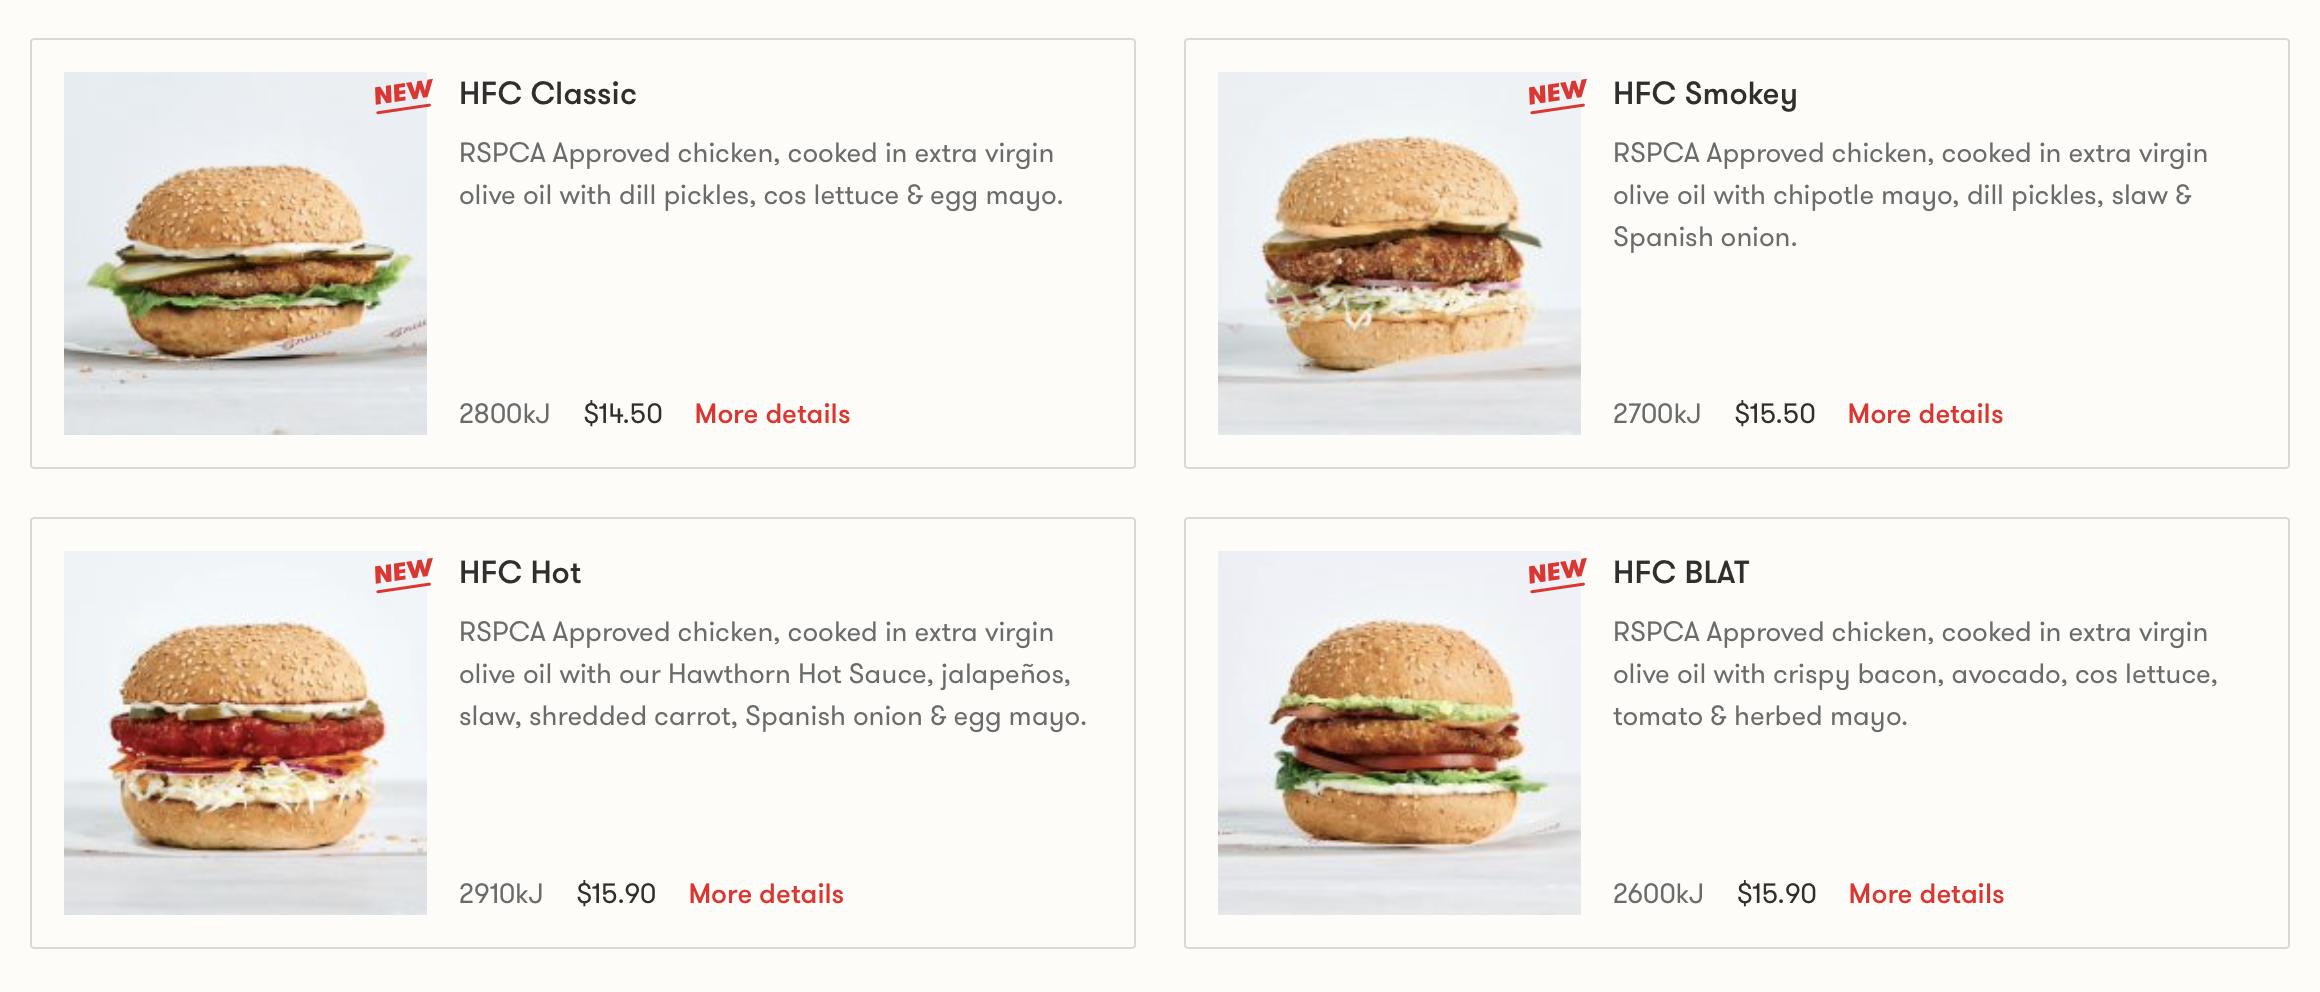 NEW
HFC Classic
RSPCA Approved chicken, cooked in extra virgin
olive oil with dill pickles, cos lettuce & egg mayo.
2800kJ $14.50 More details
NEW
HFC Smokey
RSPCA Approved chicken, cooked in extra virgin
olive oil with chipotle mayo, dill pickles, slaw &
Spanish onion.
2700kJ $15.50 More details
NEW
HFC Hot
RSPCA Approved chicken, cooked in extra virgin
olive oil with our Hawthorn Hot Sauce, jalapeños,
slaw, shredded carrot, Spanish onion & egg mayo.
2910kJ $15.90 More details
NEW
HFC BLAT
RSPCA Approved chicken, cooked in extra virgin
olive oil with crispy bacon, avocado, cos lettuce,
tomato & herbed mayo.
2600kJ $15.90 More details